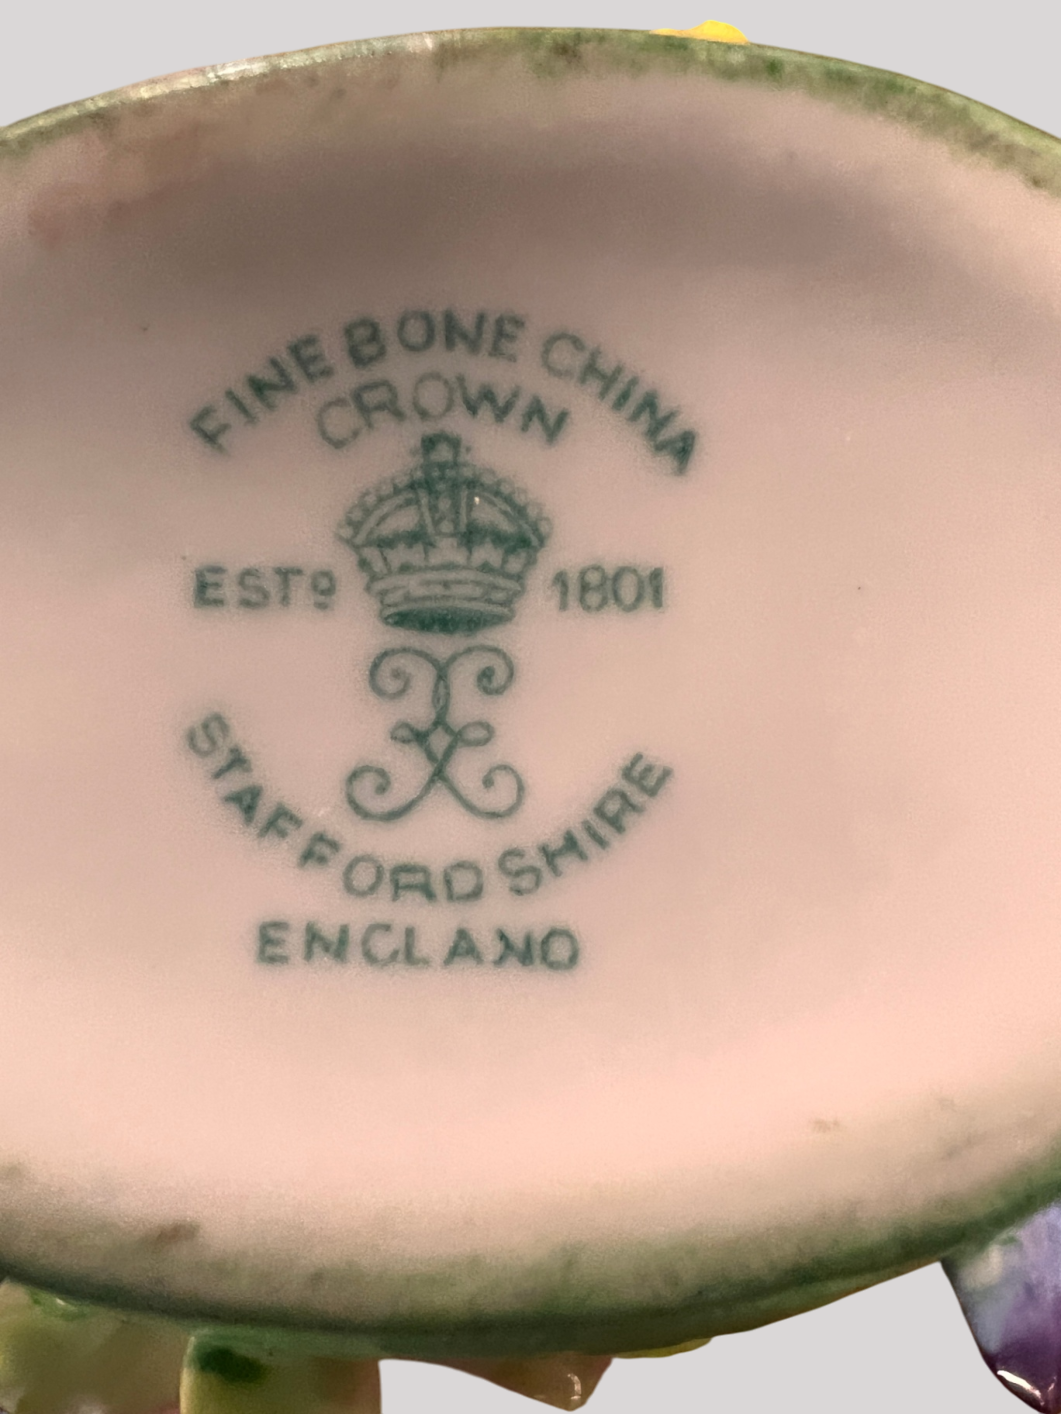 FINE BONE CHINA
CROWN
ESTD 1801
STAFFORDSHIRE
ENGLAND